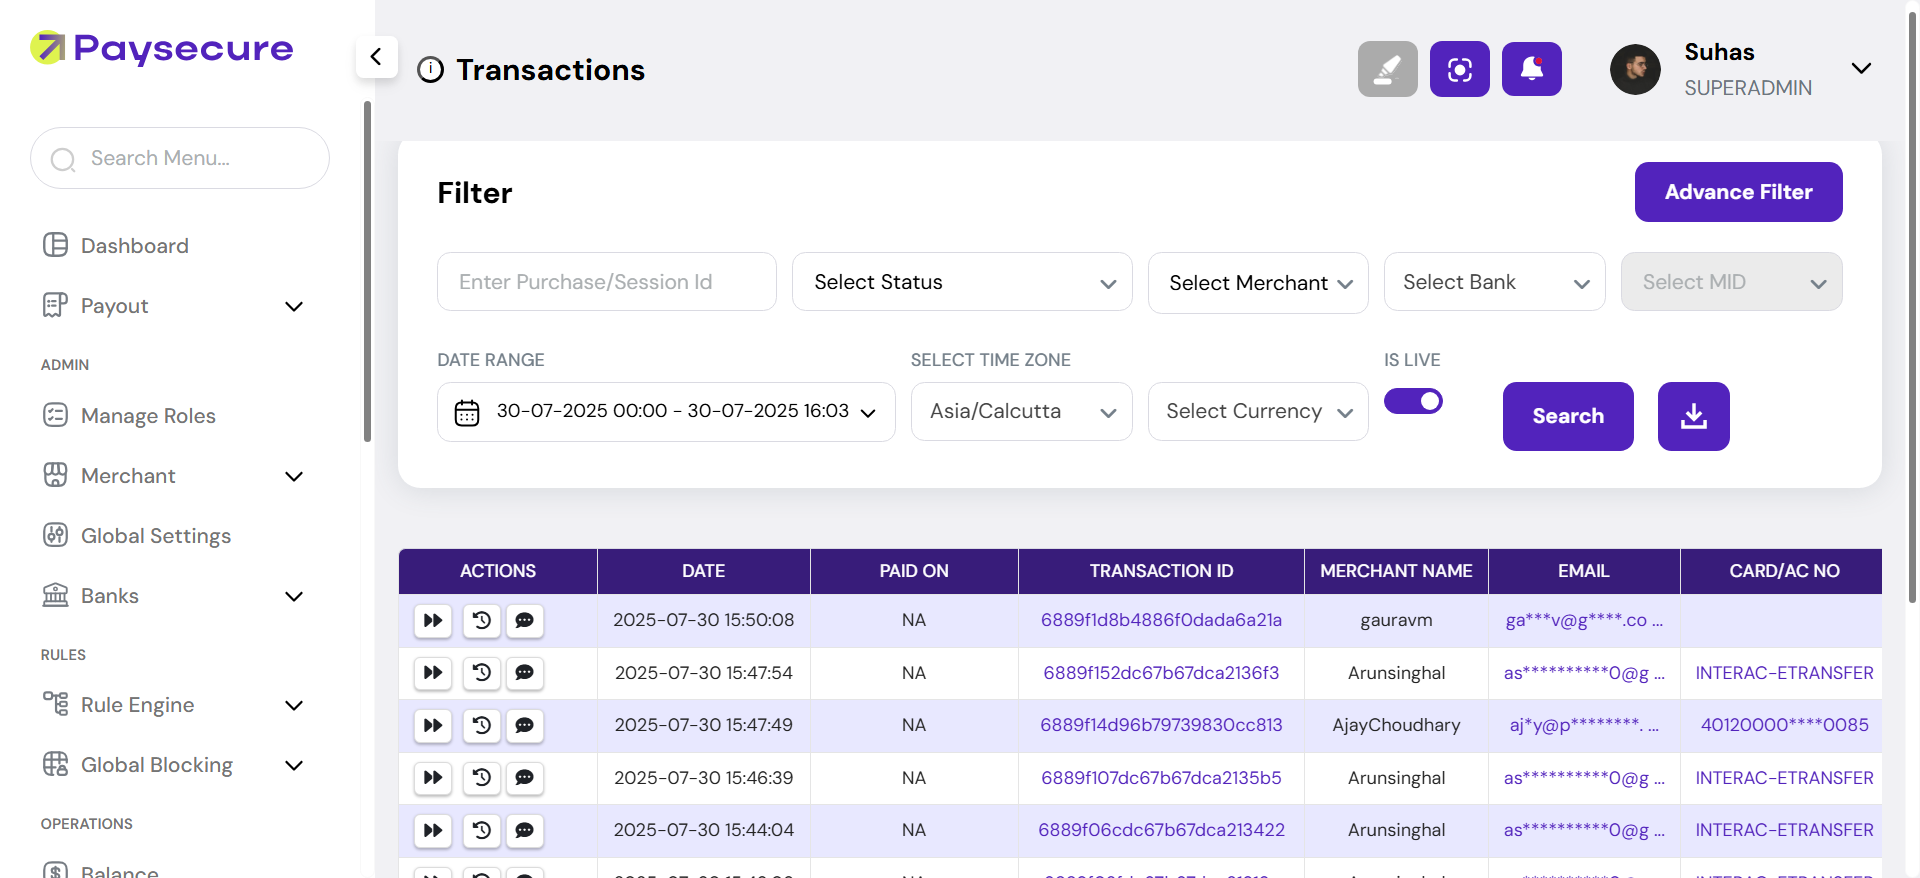 Paysecure
Transactions
Suhas
SUPERADMIN
Search Menu...
Dashboard
Payout
ADMIN
Manage Roles
Merchant
Global Settings
Banks
RULES
Rule Engine
Global Blocking
OPERATIONS
Balance
Filter
Advance Filter
Enter Purchase/Session Id
Select Status
Select Merchant
Select Bank
Select MID
DATE RANGE
SELECT TIME ZONE
IS LIVE
30-07-2025 00:00 - 30-07-2025 16:03
Asia/Calcutta
Select Currency
Search
ACTIONS DATE PAID ON TRANSACTION ID MERCHANT NAME EMAIL CARD/AC NO
2025-07-30 15:50:08 NA 6889f1d8b4886f0dada6a21a gauravm ga***v@g****.co ...
2025-07-30 15:47:54 NA 6889f152dc67b67dca2136f3 Arunsinghal as**********0@g ... INTERAC-ETRANSFER
2025-07-30 15:47:49 NA 6889f14d96b79739830cc813 AjayChoudhary aj*y@p********. ... 40120000****0085
2025-07-30 15:46:39 NA 6889f107dc67b67dca2135b5 Arunsinghal as**********0@g ... INTERAC-ETRANSFER
2025-07-30 15:44:04 NA 6889f06cdc67b67dca213422 Arunsinghal as**********0@g ... INTERAC-ETRANSFER